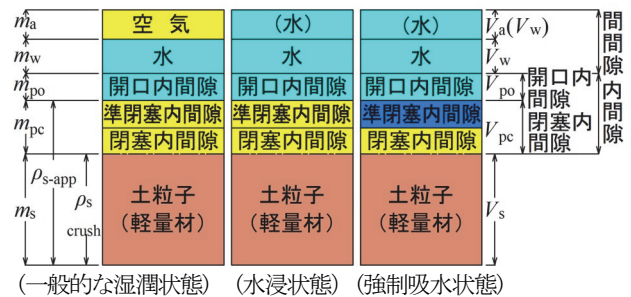 m_a
m_w
m_po
m_pc
m_s
ρ_s-app
ρ_s crush
空 気
水
開口内間隙
準閉塞内間隙
閉塞内間隙
土粒子
(軽量材)
(水)
水
開口内間隙
準閉塞内間隙
閉塞内間隙
土粒子
(軽量材)
(水)
水
開口内間隙
準閉塞内間隙
閉塞内間隙
土粒子
(軽量材)
V_a(V_w)
V_w
V_po
V_pc
V_s
開口内
間隙
閉塞内
間隙
間隙
内間隙
(一般的な湿潤状態)
(水浸状態)
(強制吸水状態)